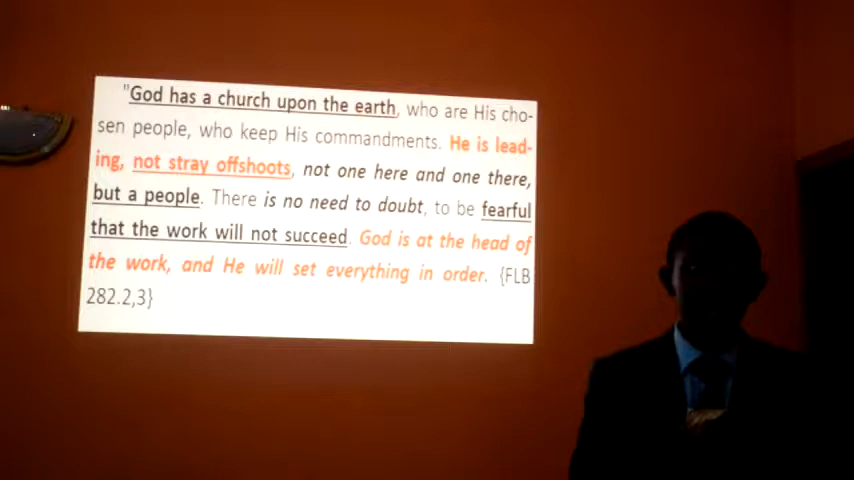 "God has a church upon the earth, who are His cho-
sen people, who keep His commandments. He is lead-
ing, not stray offshoots, not one here and one there,
but a people. There is no need to doubt, to be fearful
that the work will not succeed. God is at the head of
the work, and He will set everything in order. {FLB
282.2,3}